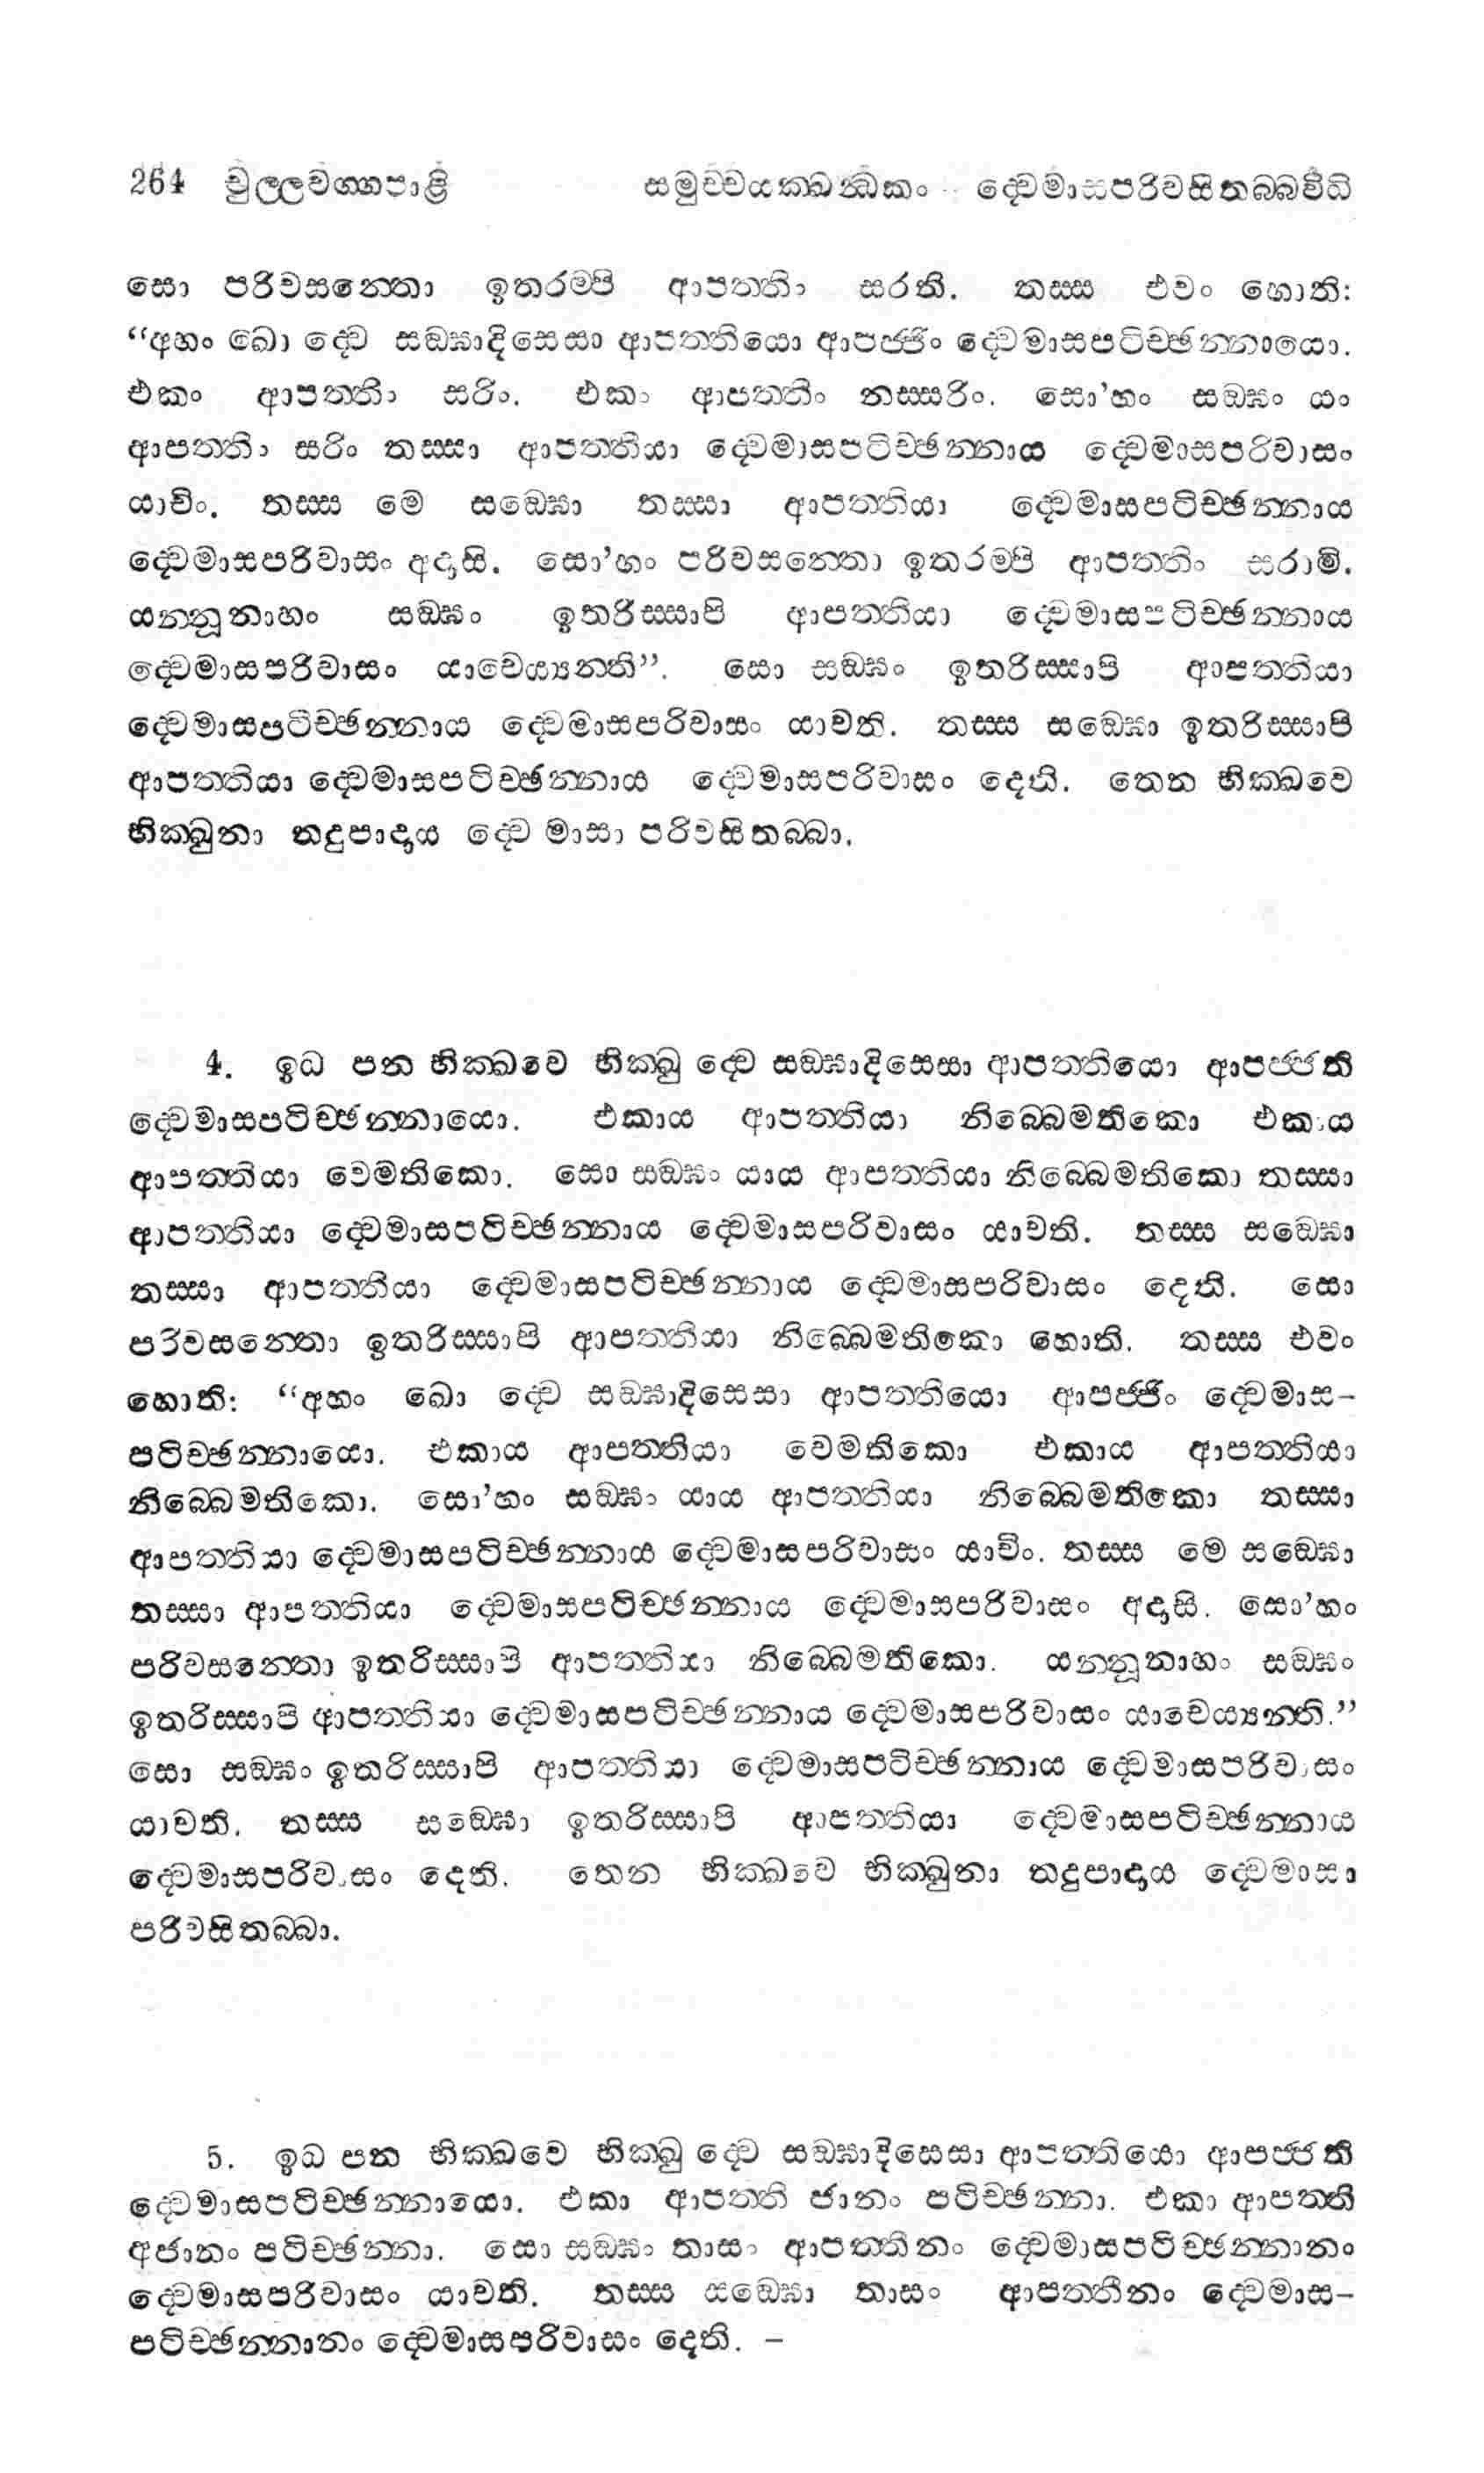 264 චුල්ලවග්ගපාළි සමුච්චයක්ඛන්ධකං - ද්වෙමාසපරිවසිතබ්බවිධි
සො පරිවසන්තො ඉතරම්පි ආපත්තිං සරති. තස්ස එවං හොති:
“අහං ඛො ද්වෙ සඞ්ඝාදිසෙසා ආපත්තියො ආපජ්ජිං ද්වෙමාසපටිච්ඡන්නායො.
එකං ආපත්තිං සරිං. එකං ආපත්තිං නස්සරිං. සො’හං සඞ්ඝං යං
ආපත්තිං සරිං තස්සා ආපත්තියා ද්වෙමාසපටිච්ඡන්නාය ද්වෙමාසපරිවාසං
යාචිං. තස්ස මෙ සඞ්ඝො තස්සා ආපත්තියා ද්වෙමාසපටිච්ඡන්නාය
ද්වෙමාසපරිවාසං අදාසි. සො’හං පරිවසන්තො ඉතරම්පි ආපත්තිං සරාමි.
යන්නූනාහං සඞ්ඝං ඉතරිස්සාපි ආපත්තියා ද්වෙමාසපටිච්ඡන්නාය
ද්වෙමාසපරිවාසං යාචෙය්‍යන්ති”. සො සඞ්ඝං ඉතරිස්සාපි ආපත්තියා
ද්වෙමාසපටිච්ඡන්නාය ද්වෙමාසපරිවාසං යාචති. තස්ස සඞ්ඝො ඉතරිස්සාපි
ආපත්තියා ද්වෙමාසපටිච්ඡන්නාය ද්වෙමාසපරිවාසං දෙති. තෙන භික්ඛවෙ
භික්ඛුනා තදුපාදාය ද්වෙ මාසා පරිවසිතබ්බා.
4. ඉධ පන භික්ඛවෙ භික්ඛු ද්වෙ සඞ්ඝාදිසෙසා ආපත්තියො ආපජ්ජති
ද්වෙමාසපටිච්ඡන්නායො. එකාය ආපත්තියා නිබ්බෙමතිකො එකාය
ආපත්තියා වෙමතිකො. සො සඞ්ඝං යාය ආපත්තියා නිබ්බෙමතිකො තස්සා
ආපත්තියා ද්වෙමාසපටිච්ඡන්නාය ද්වෙමාසපරිවාසං යාචති. තස්ස සඞ්ඝො
තස්සා ආපත්තියා ද්වෙමාසපටිච්ඡන්නාය ද්වෙමාසපරිවාසං දෙති. සො
පරිවසන්තො ඉතරිස්සාපි ආපත්තියා නිබ්බෙමතිකො හොති. තස්ස එවං
හොති: “අහං ඛො ද්වෙ සඞ්ඝාදිසෙසා ආපත්තියො ආපජ්ජිං ද්වෙමාස-
පටිච්ඡන්නායො. එකාය ආපත්තියා වෙමතිකො එකාය ආපත්තියා
නිබ්බෙමතිකො. සො’හං සඞ්ඝං යාය ආපත්තියා නිබ්බෙමතිකො තස්සා
ආපත්තියා ද්වෙමාසපටිච්ඡන්නාය ද්වෙමාසපරිවාසං යාචිං. තස්ස මෙ සඞ්ඝො
තස්සා ආපත්තියා ද්වෙමාසපටිච්ඡන්නාය ද්වෙමාසපරිවාසං අදාසි. සො’හං
පරිවසන්තො ඉතරිස්සාපි ආපත්තියා නිබ්බෙමතිකො. යන්නූනාහං සඞ්ඝං
ඉතරිස්සාපි ආපත්තියා ද්වෙමාසපටිච්ඡන්නාය ද්වෙමාසපරිවාසං යාචෙය්‍යන්ති.”
සො සඞ්ඝං ඉතරිස්සාපි ආපත්තියා ද්වෙමාසපටිච්ඡන්නාය ද්වෙමාසපරිවාසං
යාචති. තස්ස සඞ්ඝො ඉතරිස්සාපි ආපත්තියා ද්වෙමාසපටිච්ඡන්නාය
ද්වෙමාසපරිවාසං දෙති. තෙන භික්ඛවෙ භික්ඛුනා තදුපාදාය ද්වෙමාසා
පරිවසිතබ්බා.
5. ඉධ පන භික්ඛවෙ භික්ඛු ද්වෙ සඞ්ඝාදිසෙසා ආපත්තියො ආපජ්ජති
ද්වෙමාසපටිච්ඡන්නායො. එකා ආපත්ති ජානං පටිච්ඡන්නා. එකා ආපත්ති
අජානං පටිච්ඡන්නා. සො සඞ්ඝං තාසං ආපත්තීනං ද්වෙමාසපටිච්ඡන්නානං
ද්වෙමාසපරිවාසං යාචති. තස්ස සඞ්ඝො තාසං ආපත්තීනං ද්වෙමාස-
පටිච්ඡන්නානං ද්වෙමාසපරිවාසං දෙති. –